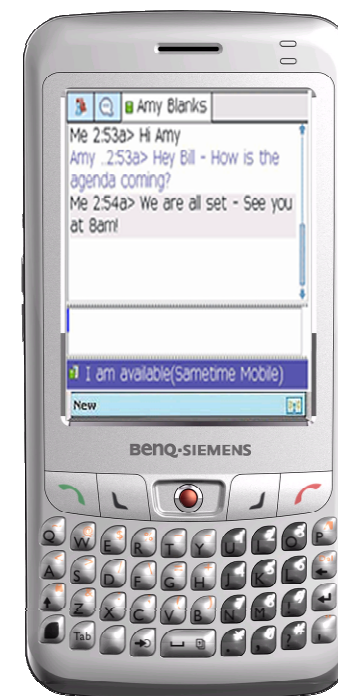 Amy Blanks
Me 2:53a> Hi Amy
Amy ..2:53a> Hey Bill - How is the
agenda coming?
Me 2:54a> We are all set - See you
at 8am!
I am available(Sametime Mobile)
New
BenQ-SIEMENS
Q W E R T Y U I O P
A S D F G H J K L
Z X C V B N M
Tab